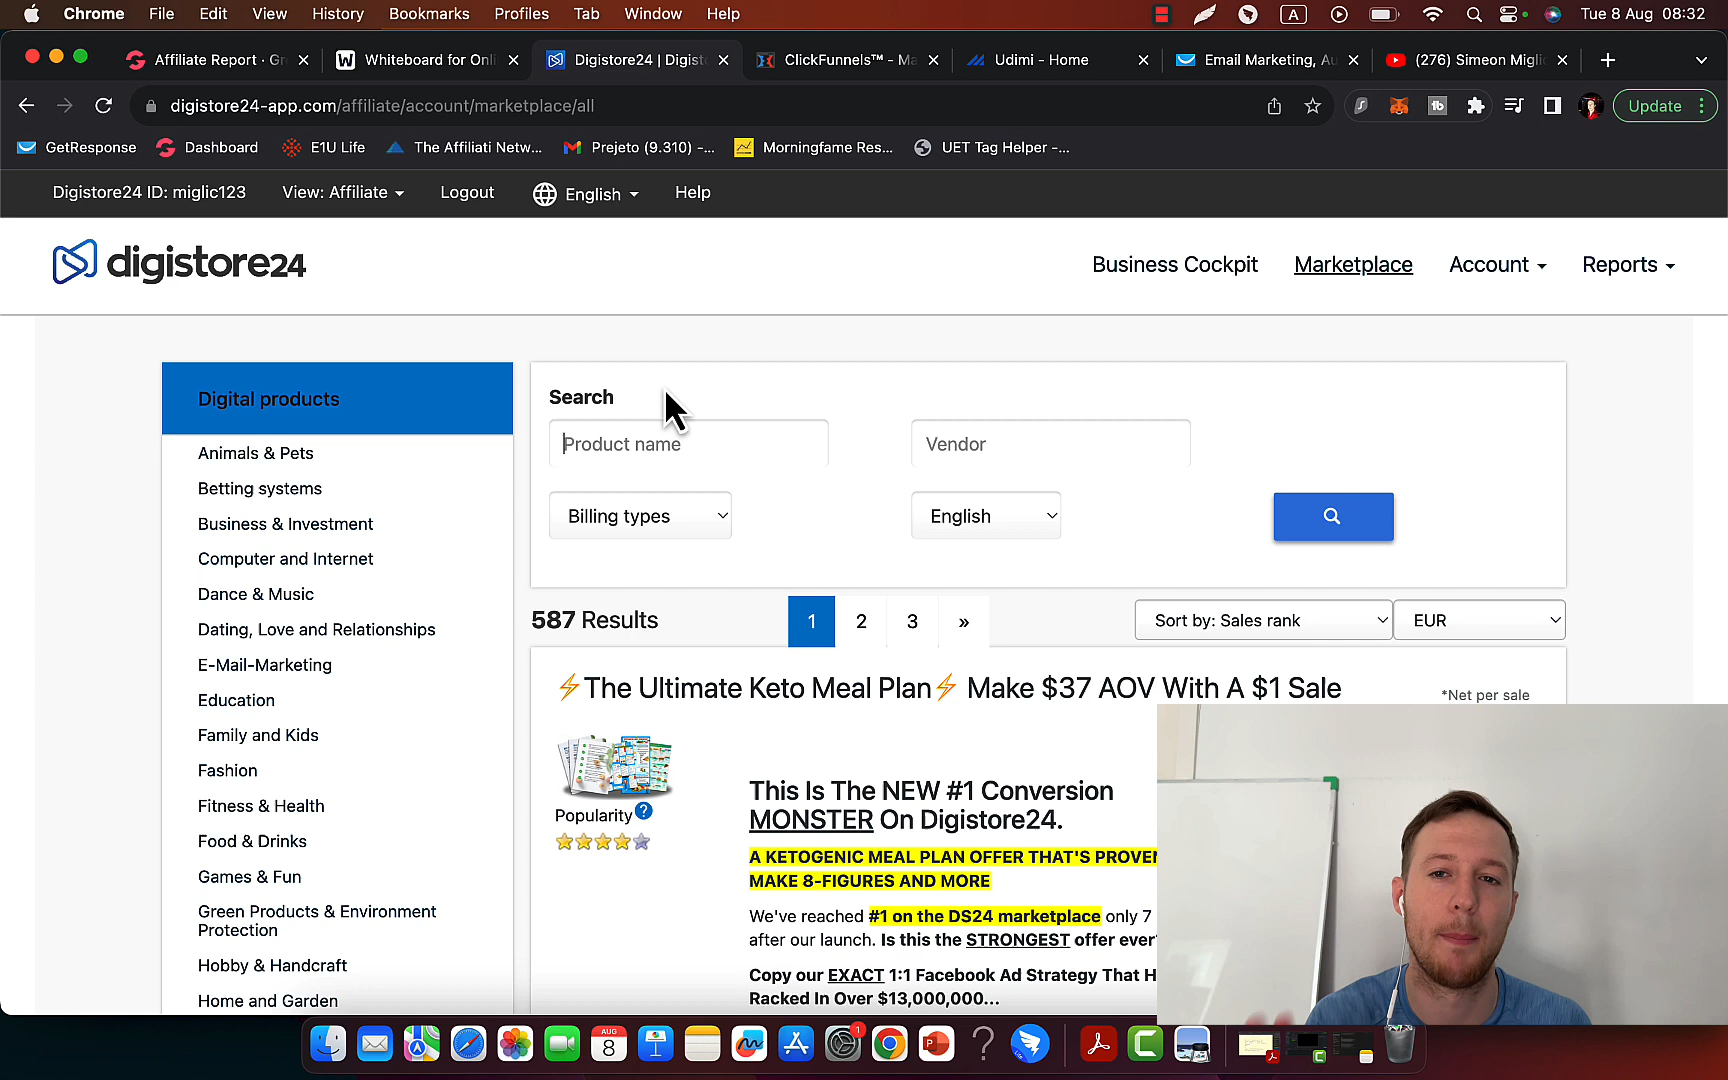 Chrome File Edit View History Bookmarks Profiles Tab Window Help A Tue 8 Aug 08:32
Affiliate Report · Gr Whiteboard for Onli Digistore24 | Digist ClickFunnels™ - Ma Udimi - Home Email Marketing, Au (276) Simeon Miglic
digistore24-app.com/affiliate/account/marketplace/all tb Update
GetResponse Dashboard E1U Life The Affiliati Netw... Prejeto (9.310) -... Morningfame Res... UET Tag Helper -...
Digistore24 ID: miglic123 View: Affiliate Logout English Help
digistore24 Business Cockpit Marketplace Account Reports
Digital products
Animals & Pets
Betting systems
Business & Investment
Computer and Internet
Dance & Music
Dating, Love and Relationships
E-Mail-Marketing
Education
Family and Kids
Fashion
Fitness & Health
Food & Drinks
Games & Fun
Green Products & Environment
Protection
Hobby & Handcraft
Home and Garden
Search
Product name Vendor
Billing types English
587 Results 1 2 3 » Sort by: Sales rank EUR
⚡The Ultimate Keto Meal Plan⚡ Make $37 AOV With A $1 Sale *Net per sale
Popularity ?
This Is The NEW #1 Conversion
MONSTER On Digistore24.
A KETOGENIC MEAL PLAN OFFER THAT'S PROVEN
MAKE 8-FIGURES AND MORE
We've reached #1 on the DS24 marketplace only 7
after our launch. Is this the STRONGEST offer ever
Copy our EXACT 1:1 Facebook Ad Strategy That H
Racked In Over $13,000,000...
AUG
8
1